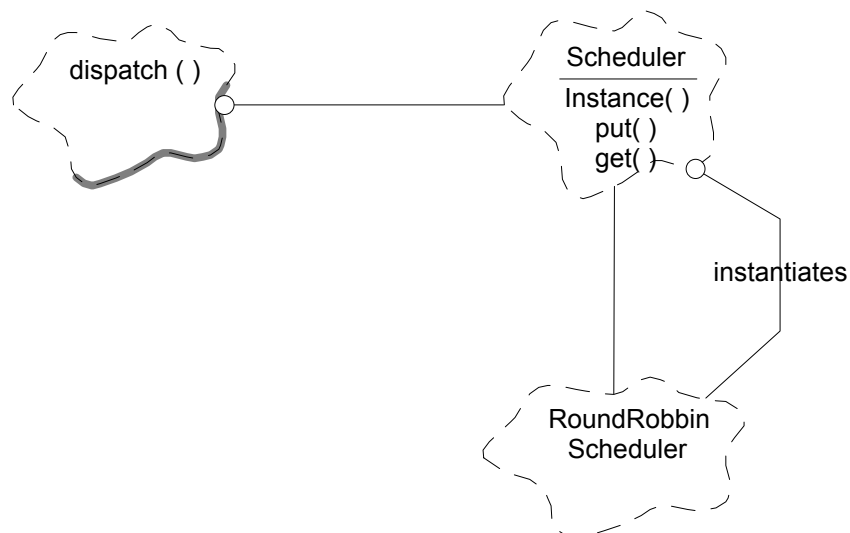 dispatch ( )
Scheduler
Instance( )
put( )
get( )
instantiates
RoundRobbin
Scheduler